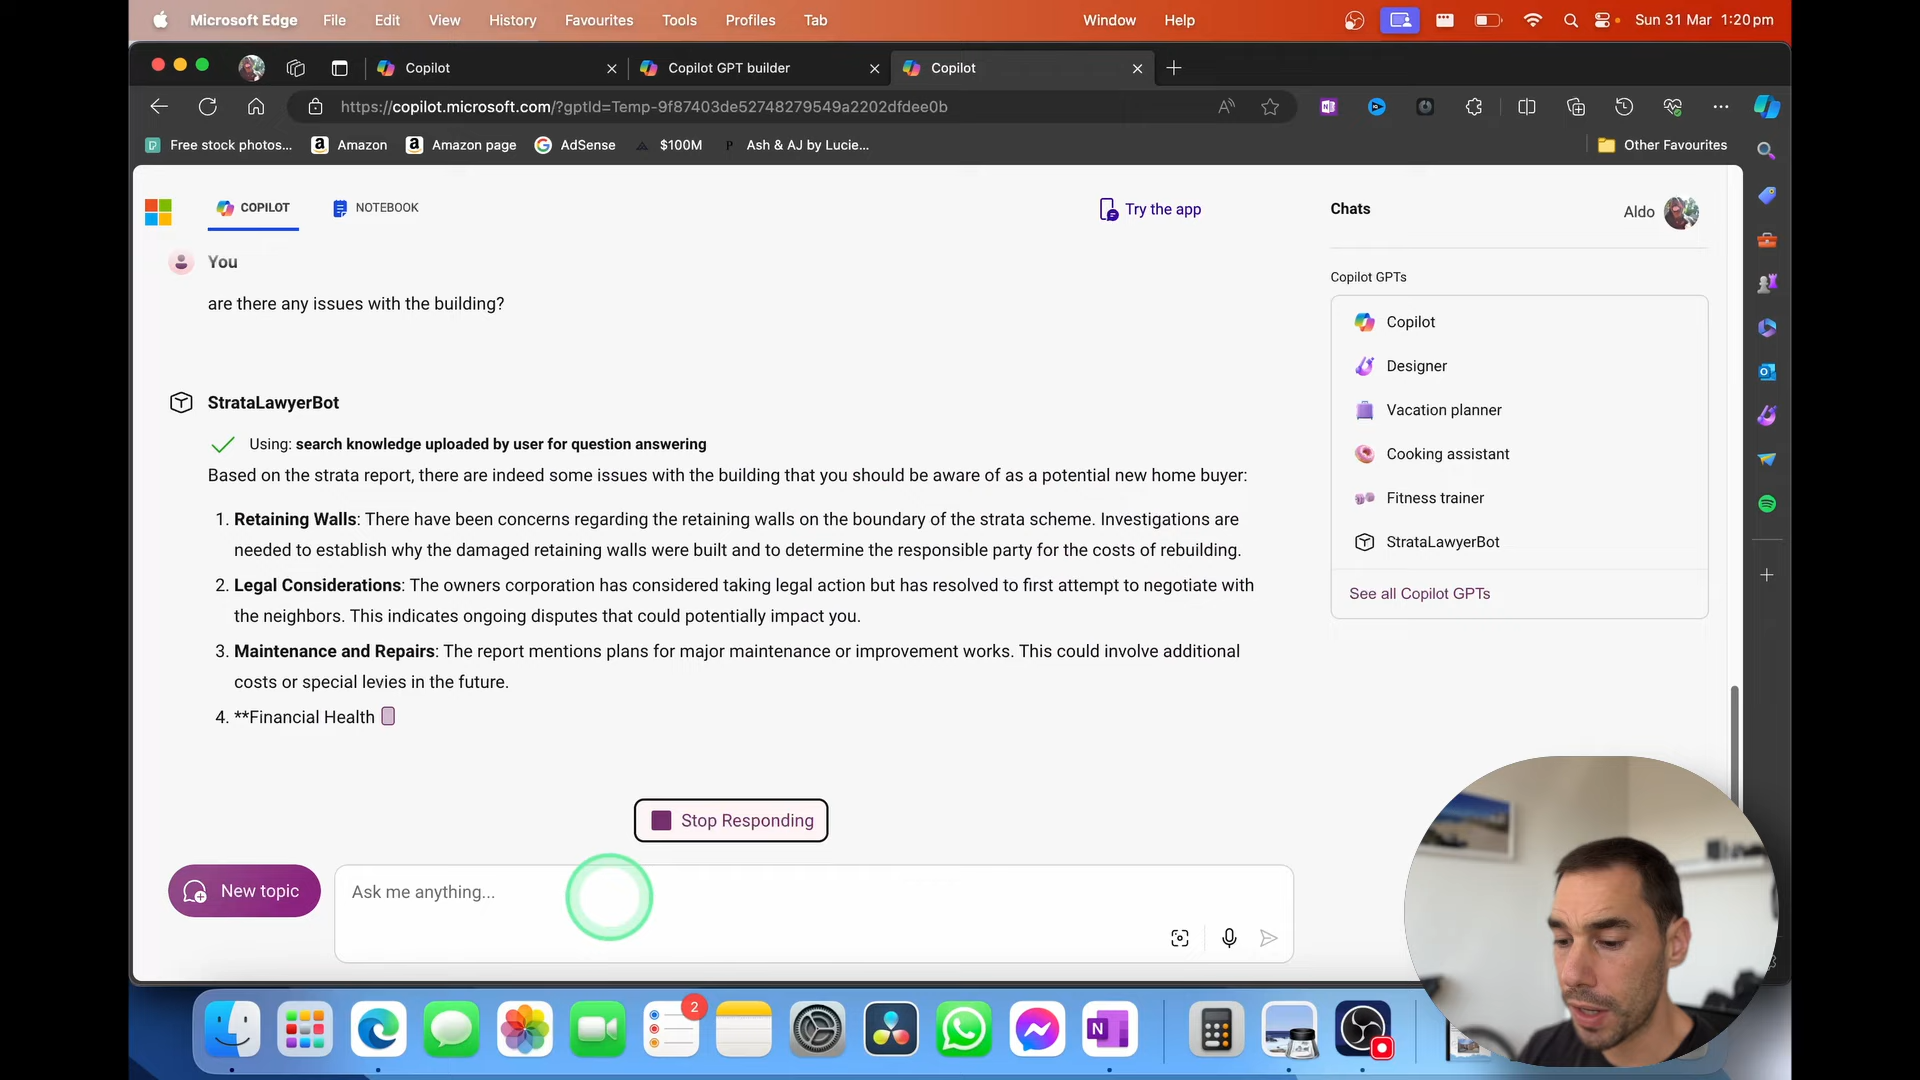 Microsoft Edge File Edit View History Favourites Tools Profiles Tab Window Help Sun 31 Mar 1:20 pm
Copilot Copilot GPT builder Copilot
https://copilot.microsoft.com/?gptId=Temp-9f87403de52748279549a2202dfdee0b
Free stock photos... Amazon Amazon page AdSense $100M Ash & AJ by Lucie... Other Favourites
COPILOT NOTEBOOK Try the app Chats Aldo
You
are there any issues with the building?
StrataLawyerBot
Using: search knowledge uploaded by user for question answering
Based on the strata report, there are indeed some issues with the building that you should be aware of as a potential new home buyer:
1. Retaining Walls: There have been concerns regarding the retaining walls on the boundary of the strata scheme. Investigations are
needed to establish why the damaged retaining walls were built and to determine the responsible party for the costs of rebuilding.
2. Legal Considerations: The owners corporation has considered taking legal action but has resolved to first attempt to negotiate with
the neighbors. This indicates ongoing disputes that could potentially impact you.
3. Maintenance and Repairs: The report mentions plans for major maintenance or improvement works. This could involve additional
costs or special levies in the future.
4. **Financial Health
Stop Responding
New topic
Ask me anything...
Copilot GPTs
Copilot
Designer
Vacation planner
Cooking assistant
Fitness trainer
StrataLawyerBot
See all Copilot GPTs
2